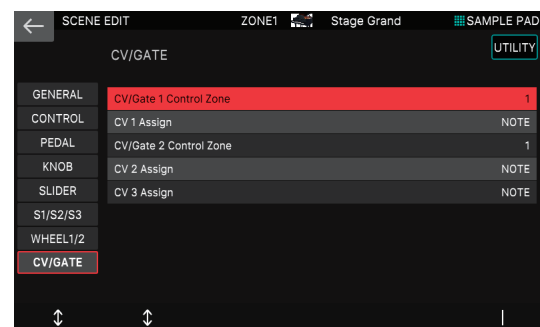 SCENE EDIT ZONE1 Stage Grand SAMPLE PAD
CV/GATE UTILITY
GENERAL
CONTROL
PEDAL
KNOB
SLIDER
S1/S2/S3
WHEEL1/2
CV/GATE
CV/Gate 1 Control Zone 1
CV 1 Assign NOTE
CV/Gate 2 Control Zone 1
CV 2 Assign NOTE
CV 3 Assign NOTE